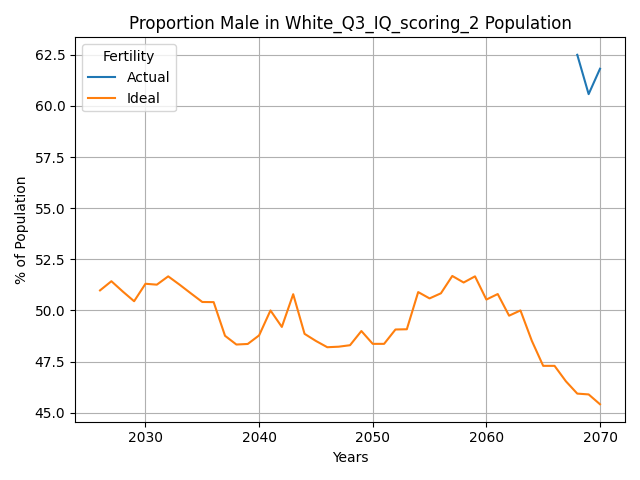 Proportion Male in White_Q3_IQ_scoring_2 Population
Fertility
Actual
Ideal
% of Population
62.5
60.0
57.5
55.0
52.5
50.0
47.5
45.0
2030 2040 2050 2060 2070
Years